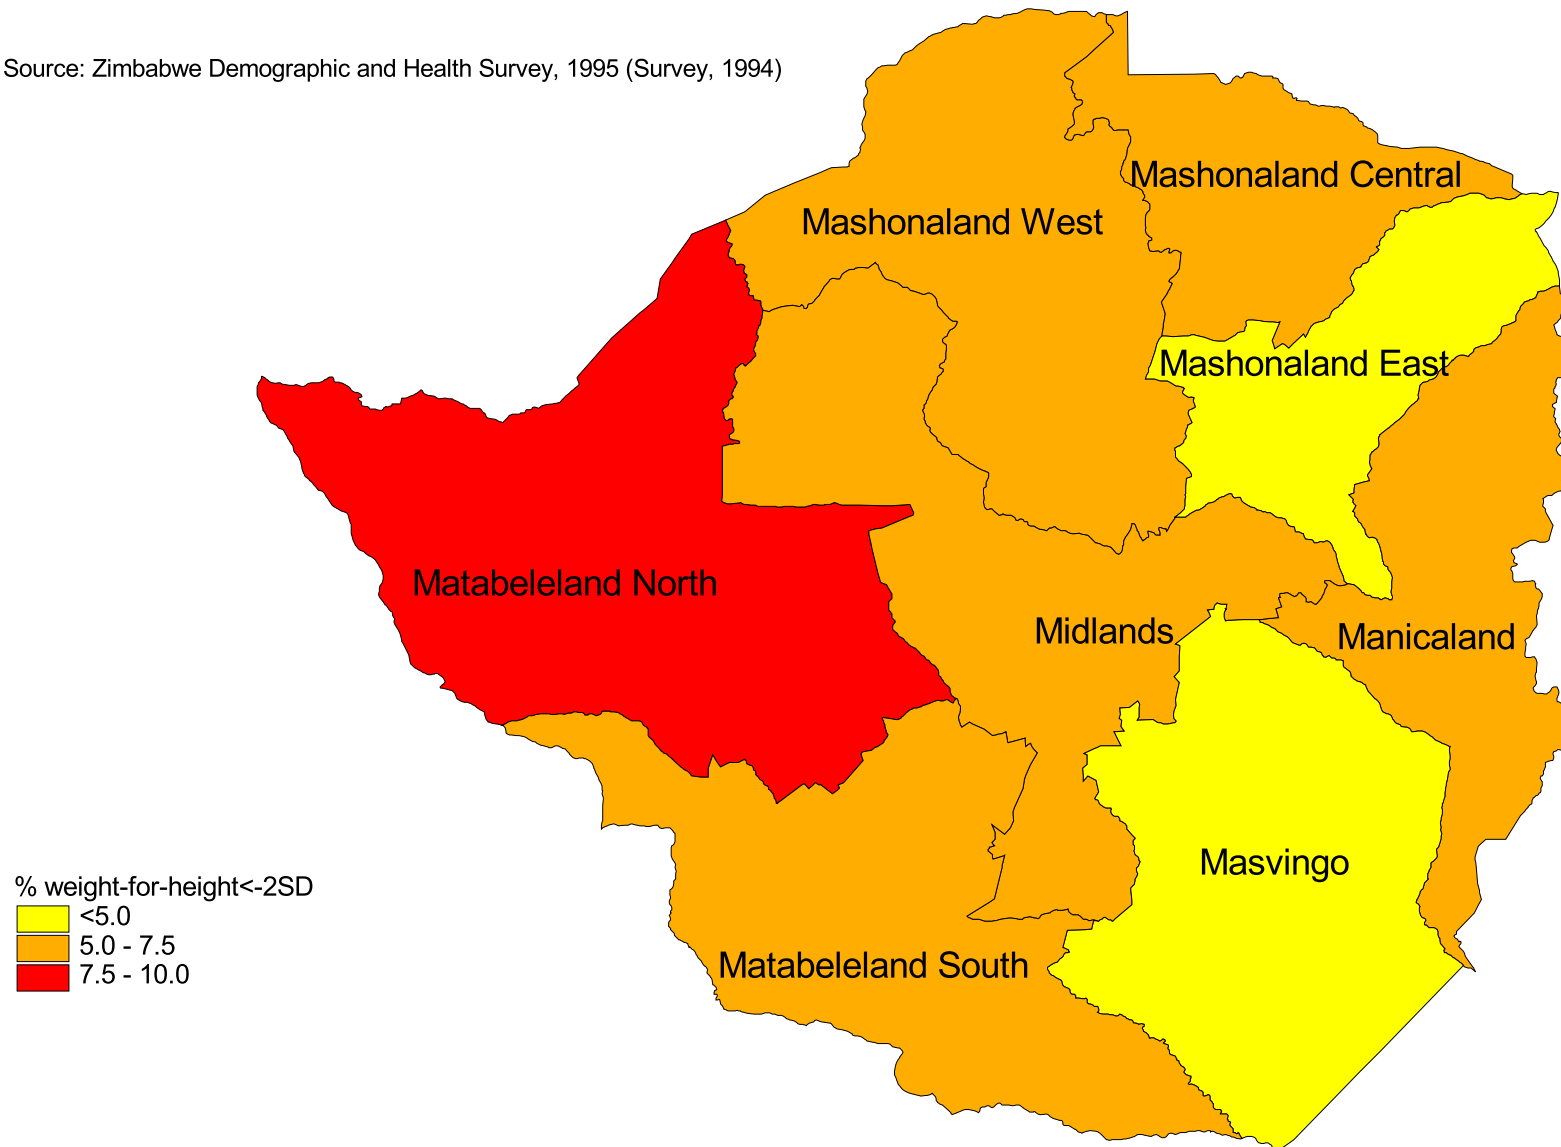 Source: Zimbabwe Demographic and Health Survey, 1995 (Survey, 1994)
Mashonaland Central
Mashonaland West
Mashonaland East
Matabeleland North
Midlands
Manicaland
Masvingo
Matabeleland South
% weight-for-height<-2SD
<5.0
5.0 - 7.5
7.5 - 10.0